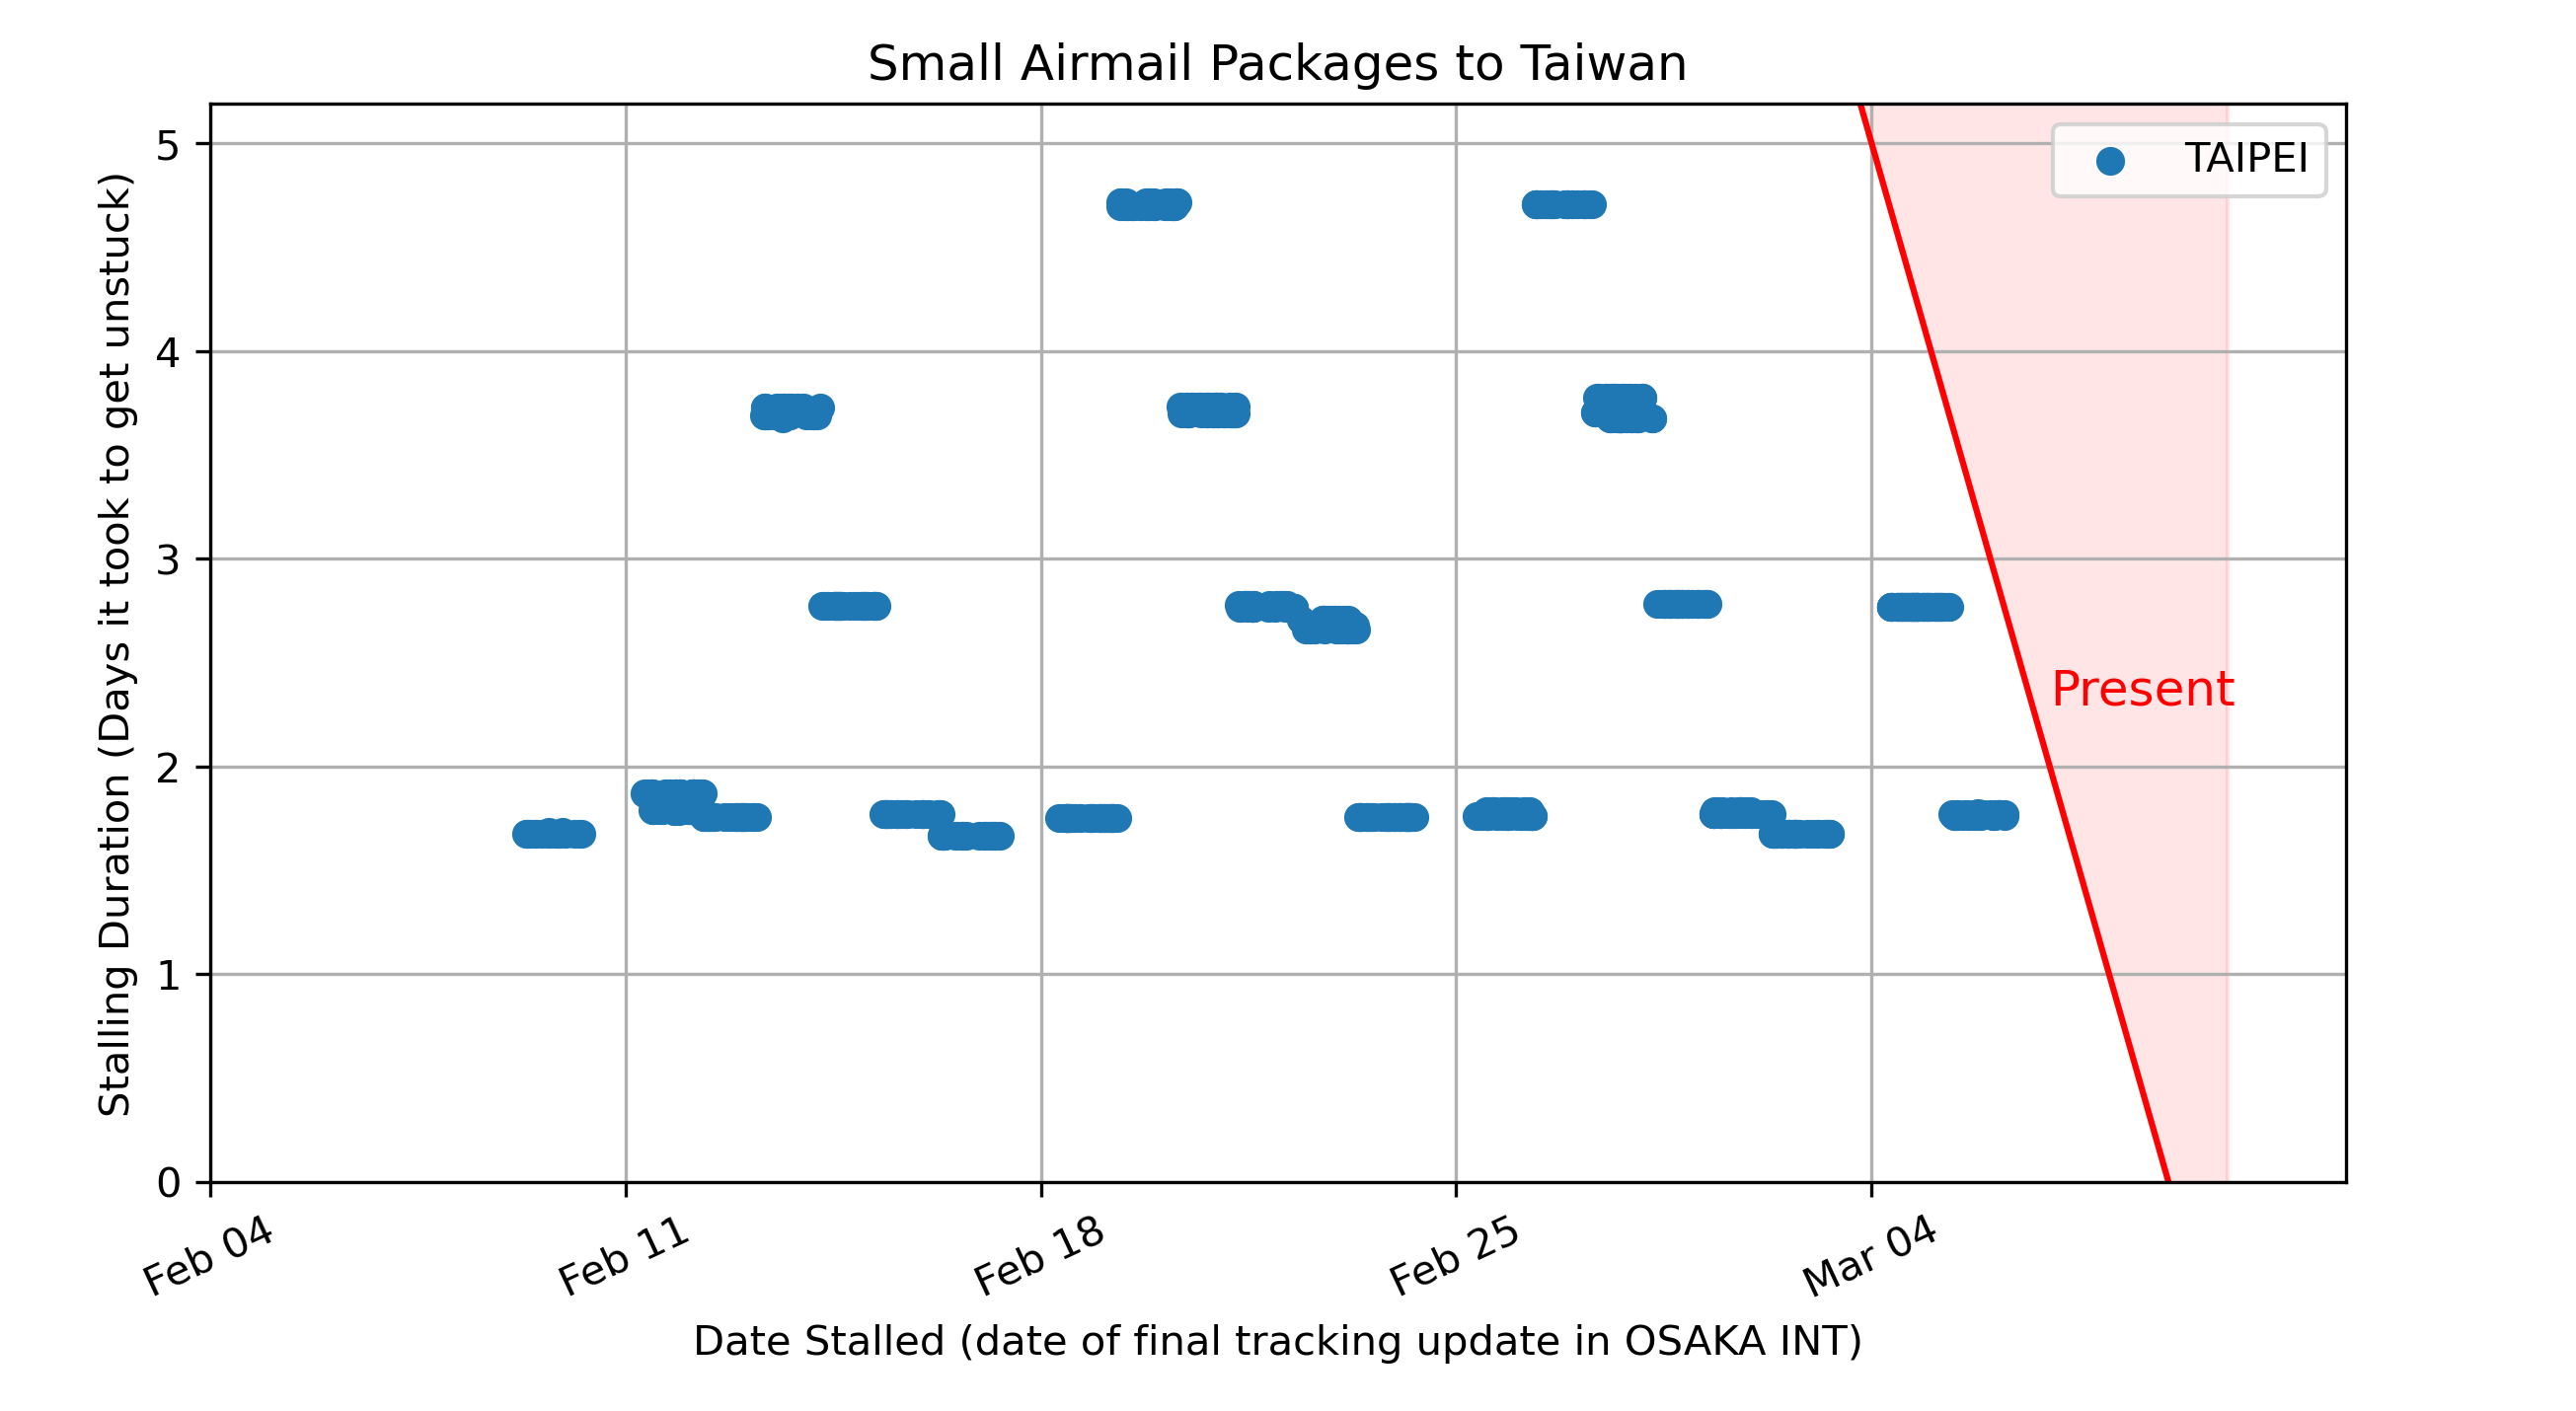 Small Airmail Packages to Taiwan
Stalling Duration (Days it took to get unstuck)
5
4
3
2
1
0
TAIPEI
Present
Feb 04
Feb 11
Feb 18
Feb 25
Mar 04
Date Stalled (date of final tracking update in OSAKA INT)